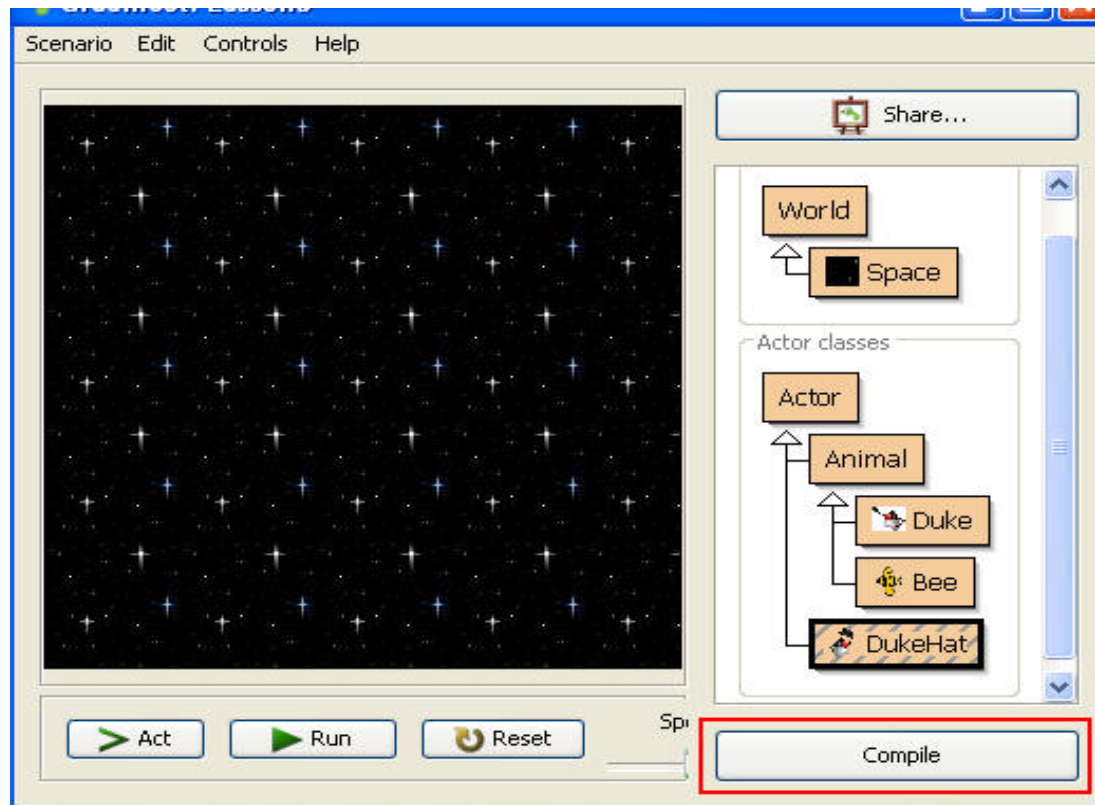 Scenario Edit Controls Help
Share...
World
Space
Actor classes
Actor
Animal
Duke
Bee
DukeHat
Act Run Reset
Compile